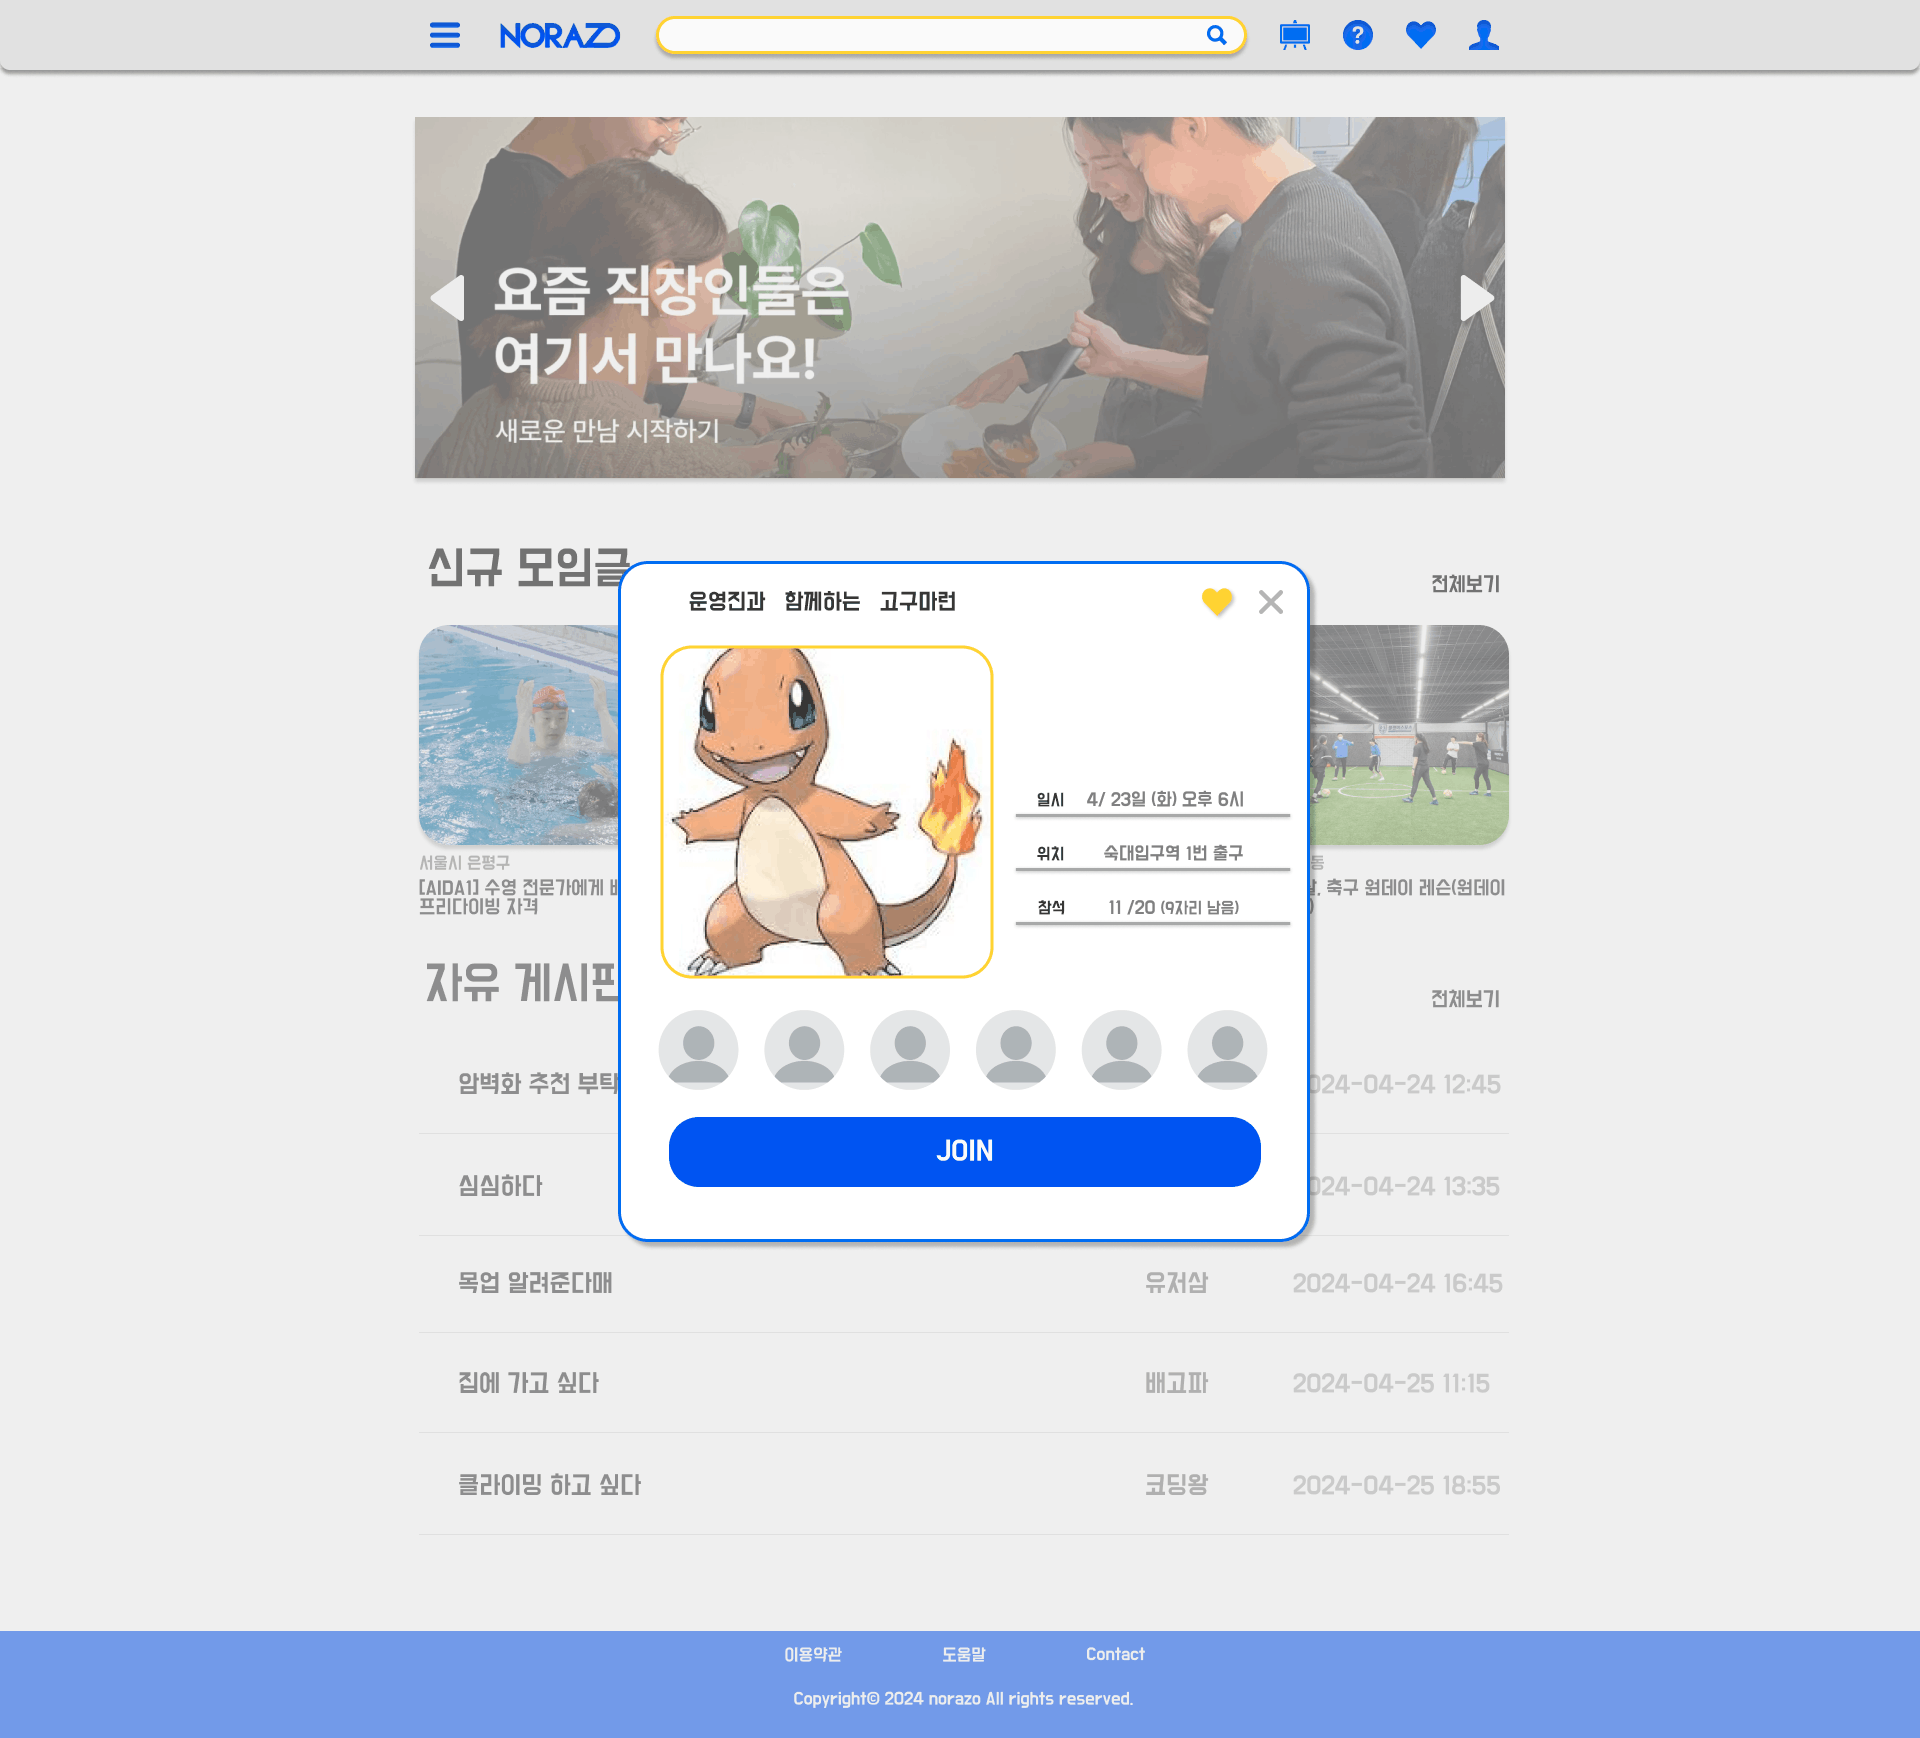 NORAZO
?
요즘 직장인들은
여기서 만나요!
새로운 만남 시작하기
신규 모임글
전체보기
운영진과 함께하는 고구마런
일시 4/ 23일 (화) 오후 6시
위치 숙대입구역 1번 출구
참석 11 /20 (9자리 남음)
JOIN
서울시 은평구
[AIDA1] 수영 전문가에게
프리다이빙 자격
동
축구 원데이 레슨(원데이
)
자유 게시판
전체보기
암벽화 추천 부탁
024-04-24 12:45
심심하다
024-04-24 13:35
목업 알려준다매 유저삼 2024-04-24 16:45
집에 가고 싶다 배고파 2024-04-25 11:15
클라이밍 하고 싶다 코딩왕 2024-04-25 18:55
이용약관 도움말 Contact
Copyright© 2024 norazo All rights reserved.